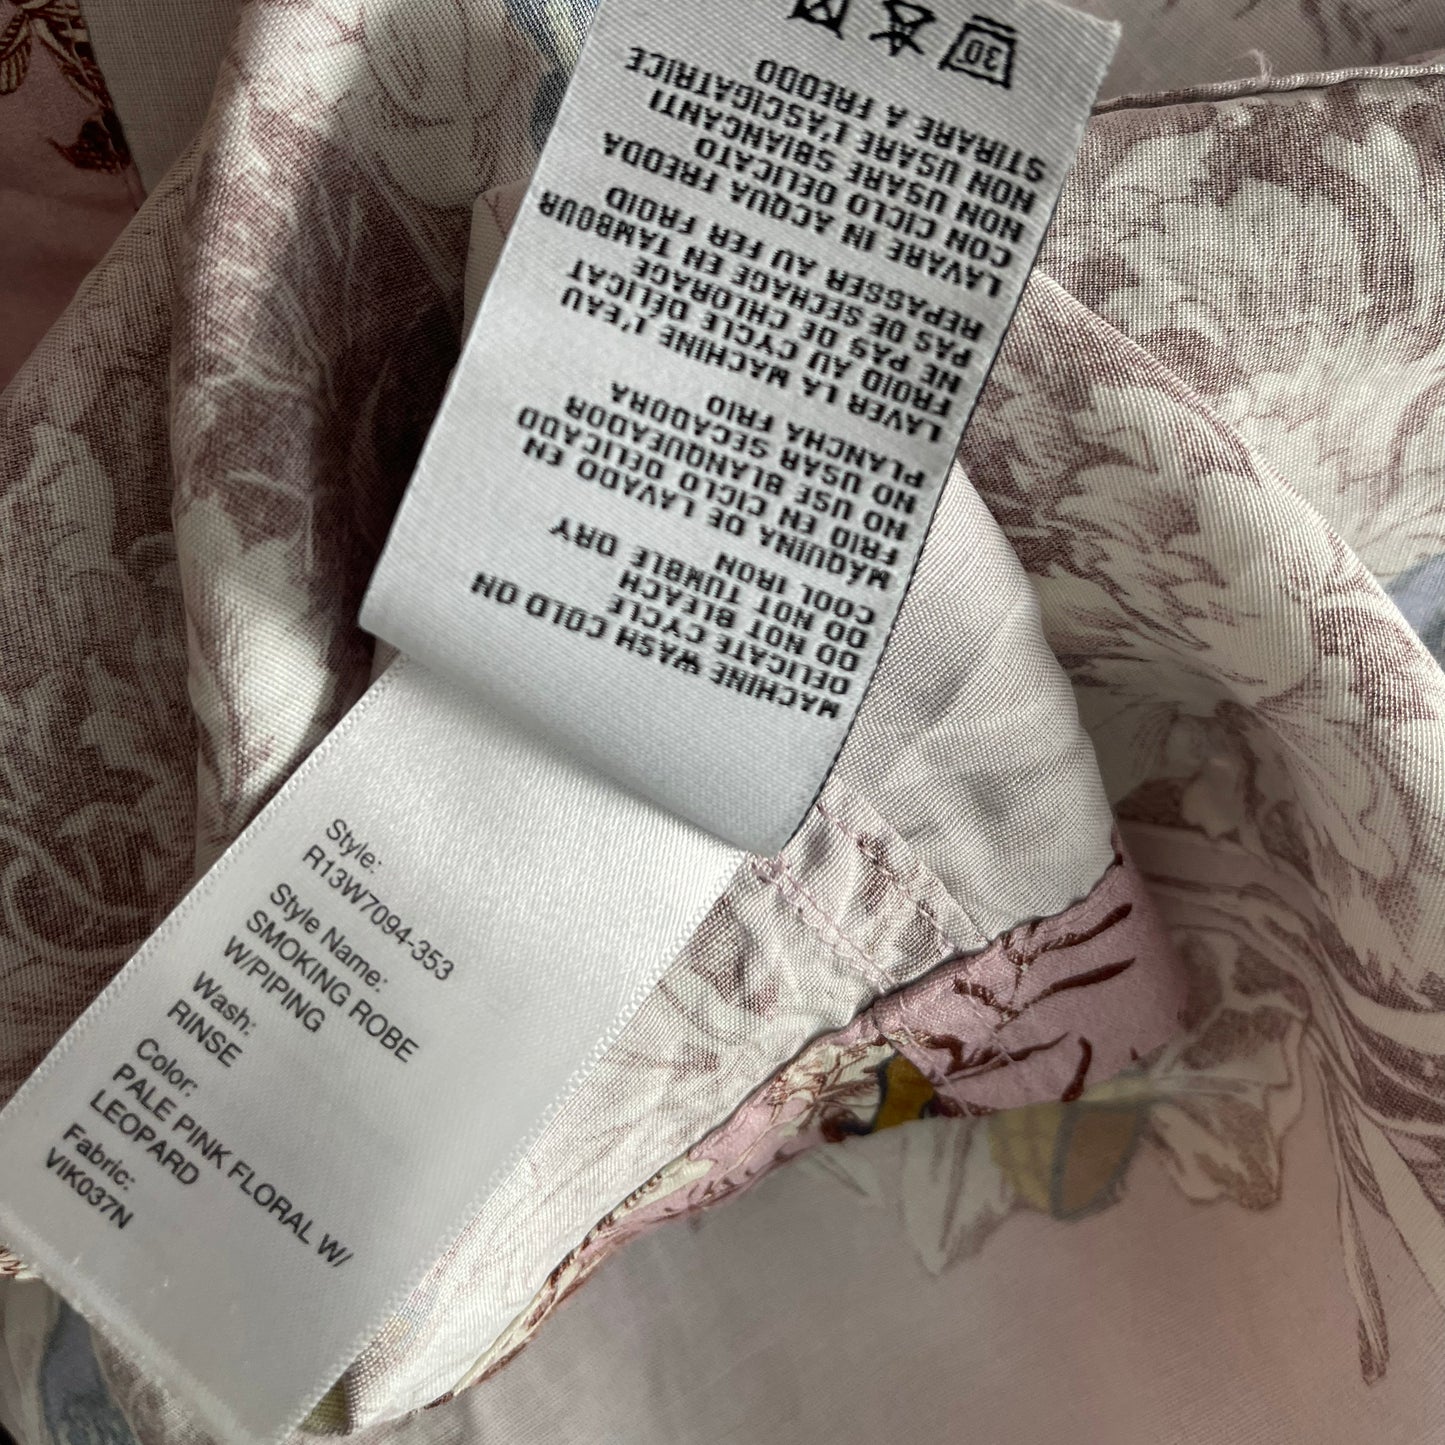 MACHINE WASH COLD ON
DELICATE CYCLE
DO NOT BLEACH
DO NOT TUMBLE DRY
COOL IRON
MÁQUINA DE LAVADO EN
FRIO EN CICLO DELICADO
NO USE BLANQUEADOR
NO USAR SECADORA
PLANCHA FRIO
LAVER LA MACHINE L'EAU
FROID AU CYCLE DÉLICAT
NE PAS DE CHLORAGE
PAS DE SECHAGE EN TAMBOUR
REPASSER AU FER FROID
LAVARE IN ACQUA FREDDA
CON CICLO DELICATO
NON USARE SBIANCANTI
NON USARE L'ASCIGATRICE
STIRARE A FREDDO
30°
Style:
R13W7094-353
Style Name:
SMOKING ROBE
W/PIPING
Wash:
RINSE
Color:
PALE PINK FLORAL W/
LEOPARD
Fabric:
VIK037N